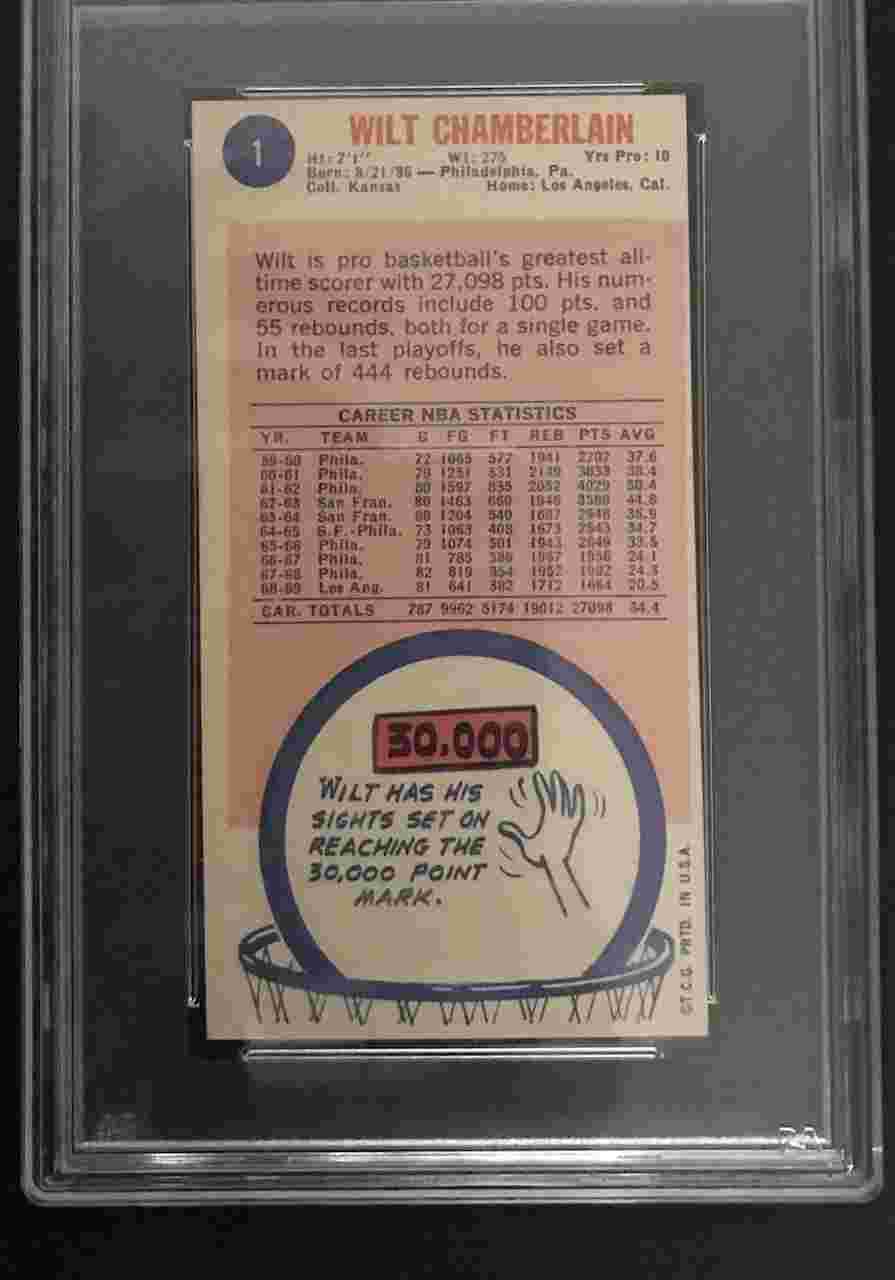 1
WILT CHAMBERLAIN
Ht: 7'1" Wt: 275 Yrs Pro: 10
Born: 8/21/36 — Philadelphia, Pa.
Coll. Kansas Home: Los Angeles, Cal.
Wilt is pro basketball's greatest all-
time scorer with 27,098 pts. His num-
erous records include 100 pts. and
55 rebounds, both for a single game.
In the last playoffs, he also set a
mark of 444 rebounds.
CAREER NBA STATISTICS
YR. TEAM G FG FT REB PTS AVG
59-60 Phila. 72 1065 577 1941 2707 37.6
60-61 Phila. 79 1251 531 2149 3033 38.4
61-62 Phila. 80 1597 835 2052 4029 50.4
62-63 San Fran. 80 1463 660 1946 3586 44.8
63-64 San Fran. 80 1204 540 1687 2948 36.9
64-65 S.F.-Phila. 73 1063 408 1673 2543 34.7
65-66 Phila. 79 1074 501 1943 2649 33.5
66-67 Phila. 81 785 386 1957 1956 24.1
67-68 Phila. 82 819 354 1952 1992 24.3
68-69 Los Ang. 81 641 382 1712 1664 20.5
CAR. TOTALS 787 9962 5174 19012 27098 34.4
30,000
WILT HAS HIS
SIGHTS SET ON
REACHING THE
30,000 POINT
MARK.
©T.C.G. PRTD. IN U.S.A.